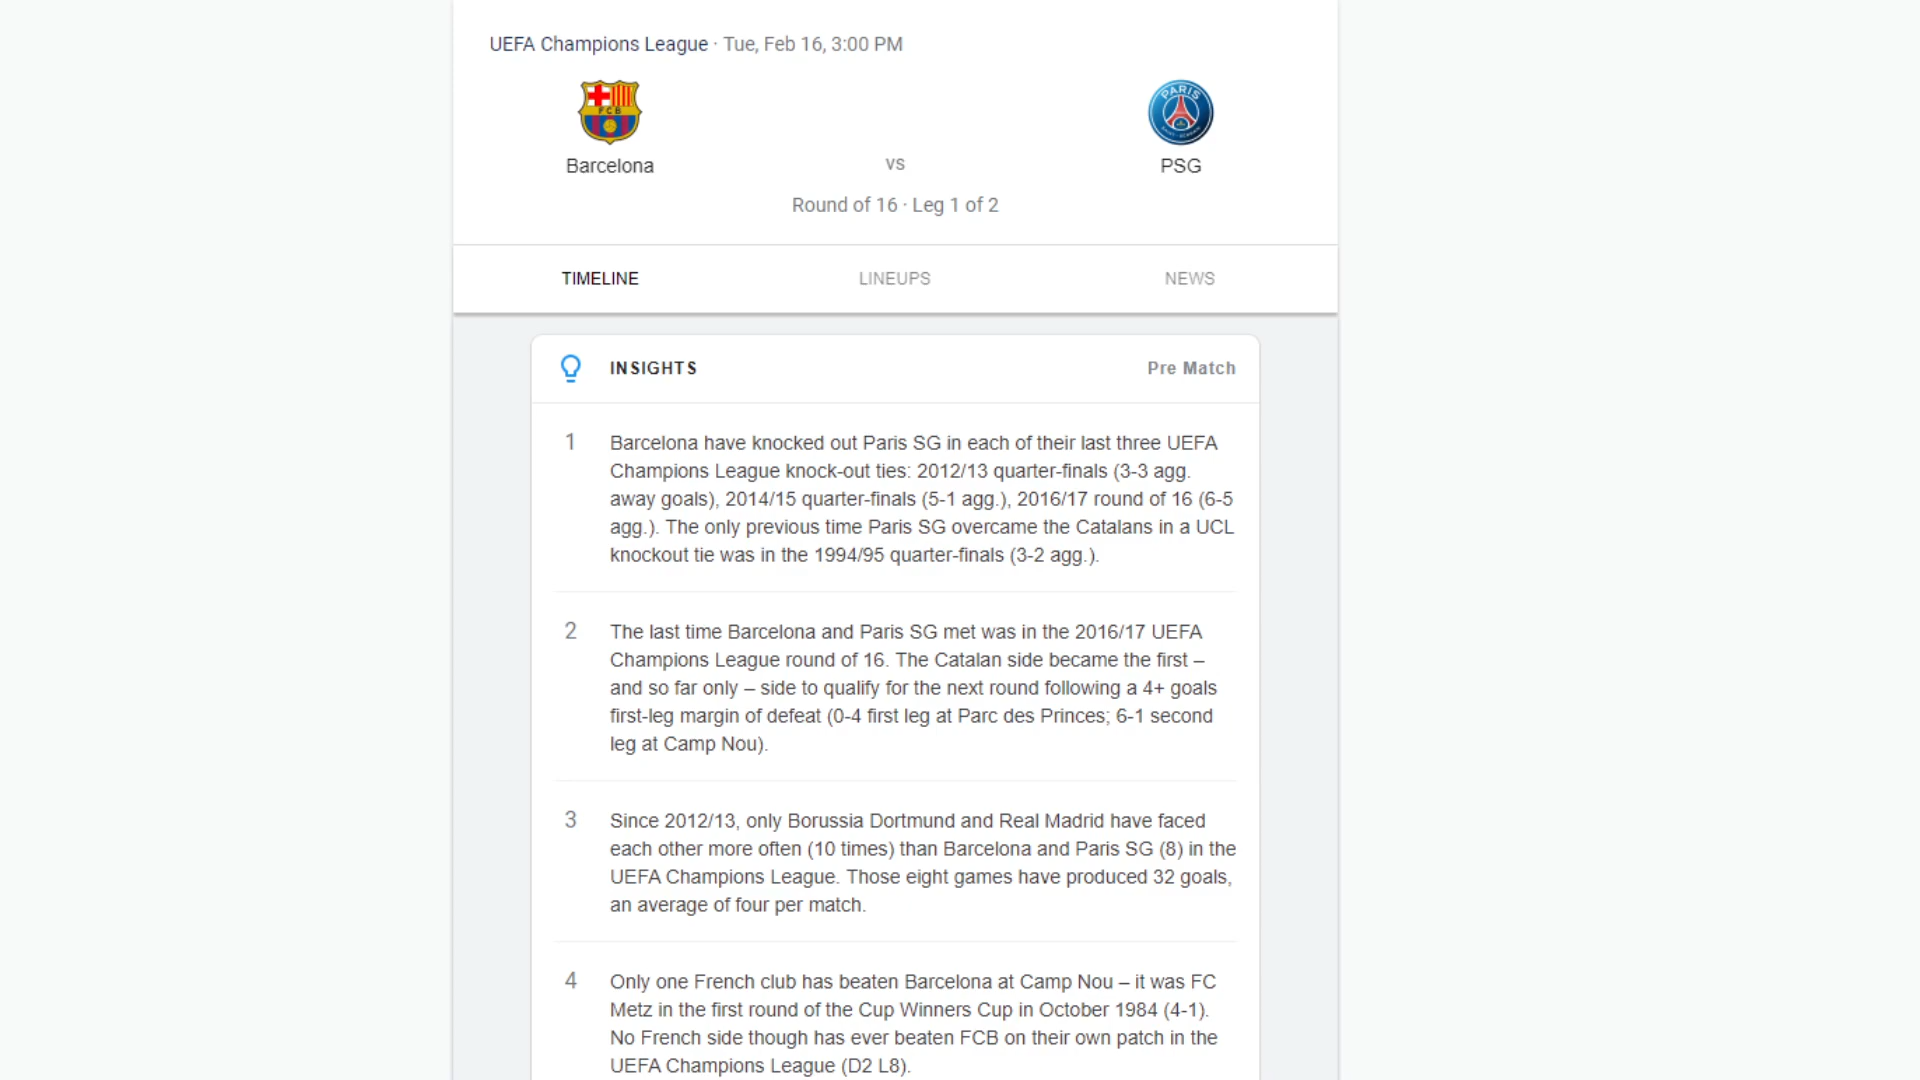 UEFA Champions League · Tue, Feb 16, 3:00 PM
FCB
PARIS
SAINT-GERMAIN
Barcelona
vs
PSG
Round of 16 · Leg 1 of 2
TIMELINE
LINEUPS
NEWS
INSIGHTS
Pre Match
1
Barcelona have knocked out Paris SG in each of their last three UEFA
Champions League knock-out ties: 2012/13 quarter-finals (3-3 agg.
away goals), 2014/15 quarter-finals (5-1 agg.), 2016/17 round of 16 (6-5
agg.). The only previous time Paris SG overcame the Catalans in a UCL
knockout tie was in the 1994/95 quarter-finals (3-2 agg.).
2
The last time Barcelona and Paris SG met was in the 2016/17 UEFA
Champions League round of 16. The Catalan side became the first –
and so far only – side to qualify for the next round following a 4+ goals
first-leg margin of defeat (0-4 first leg at Parc des Princes; 6-1 second
leg at Camp Nou).
3
Since 2012/13, only Borussia Dortmund and Real Madrid have faced
each other more often (10 times) than Barcelona and Paris SG (8) in the
UEFA Champions League. Those eight games have produced 32 goals,
an average of four per match.
4
Only one French club has beaten Barcelona at Camp Nou – it was FC
Metz in the first round of the Cup Winners Cup in October 1984 (4-1).
No French side though has ever beaten FCB on their own patch in the
UEFA Champions League (D2 L8).